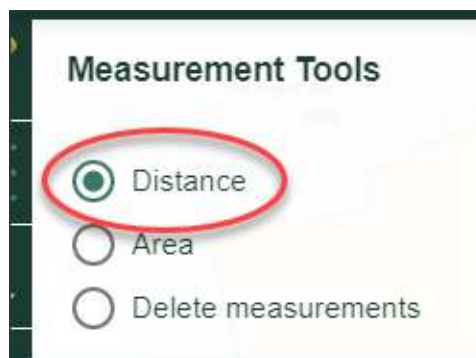 Measurement Tools
Distance
Area
Delete measurements